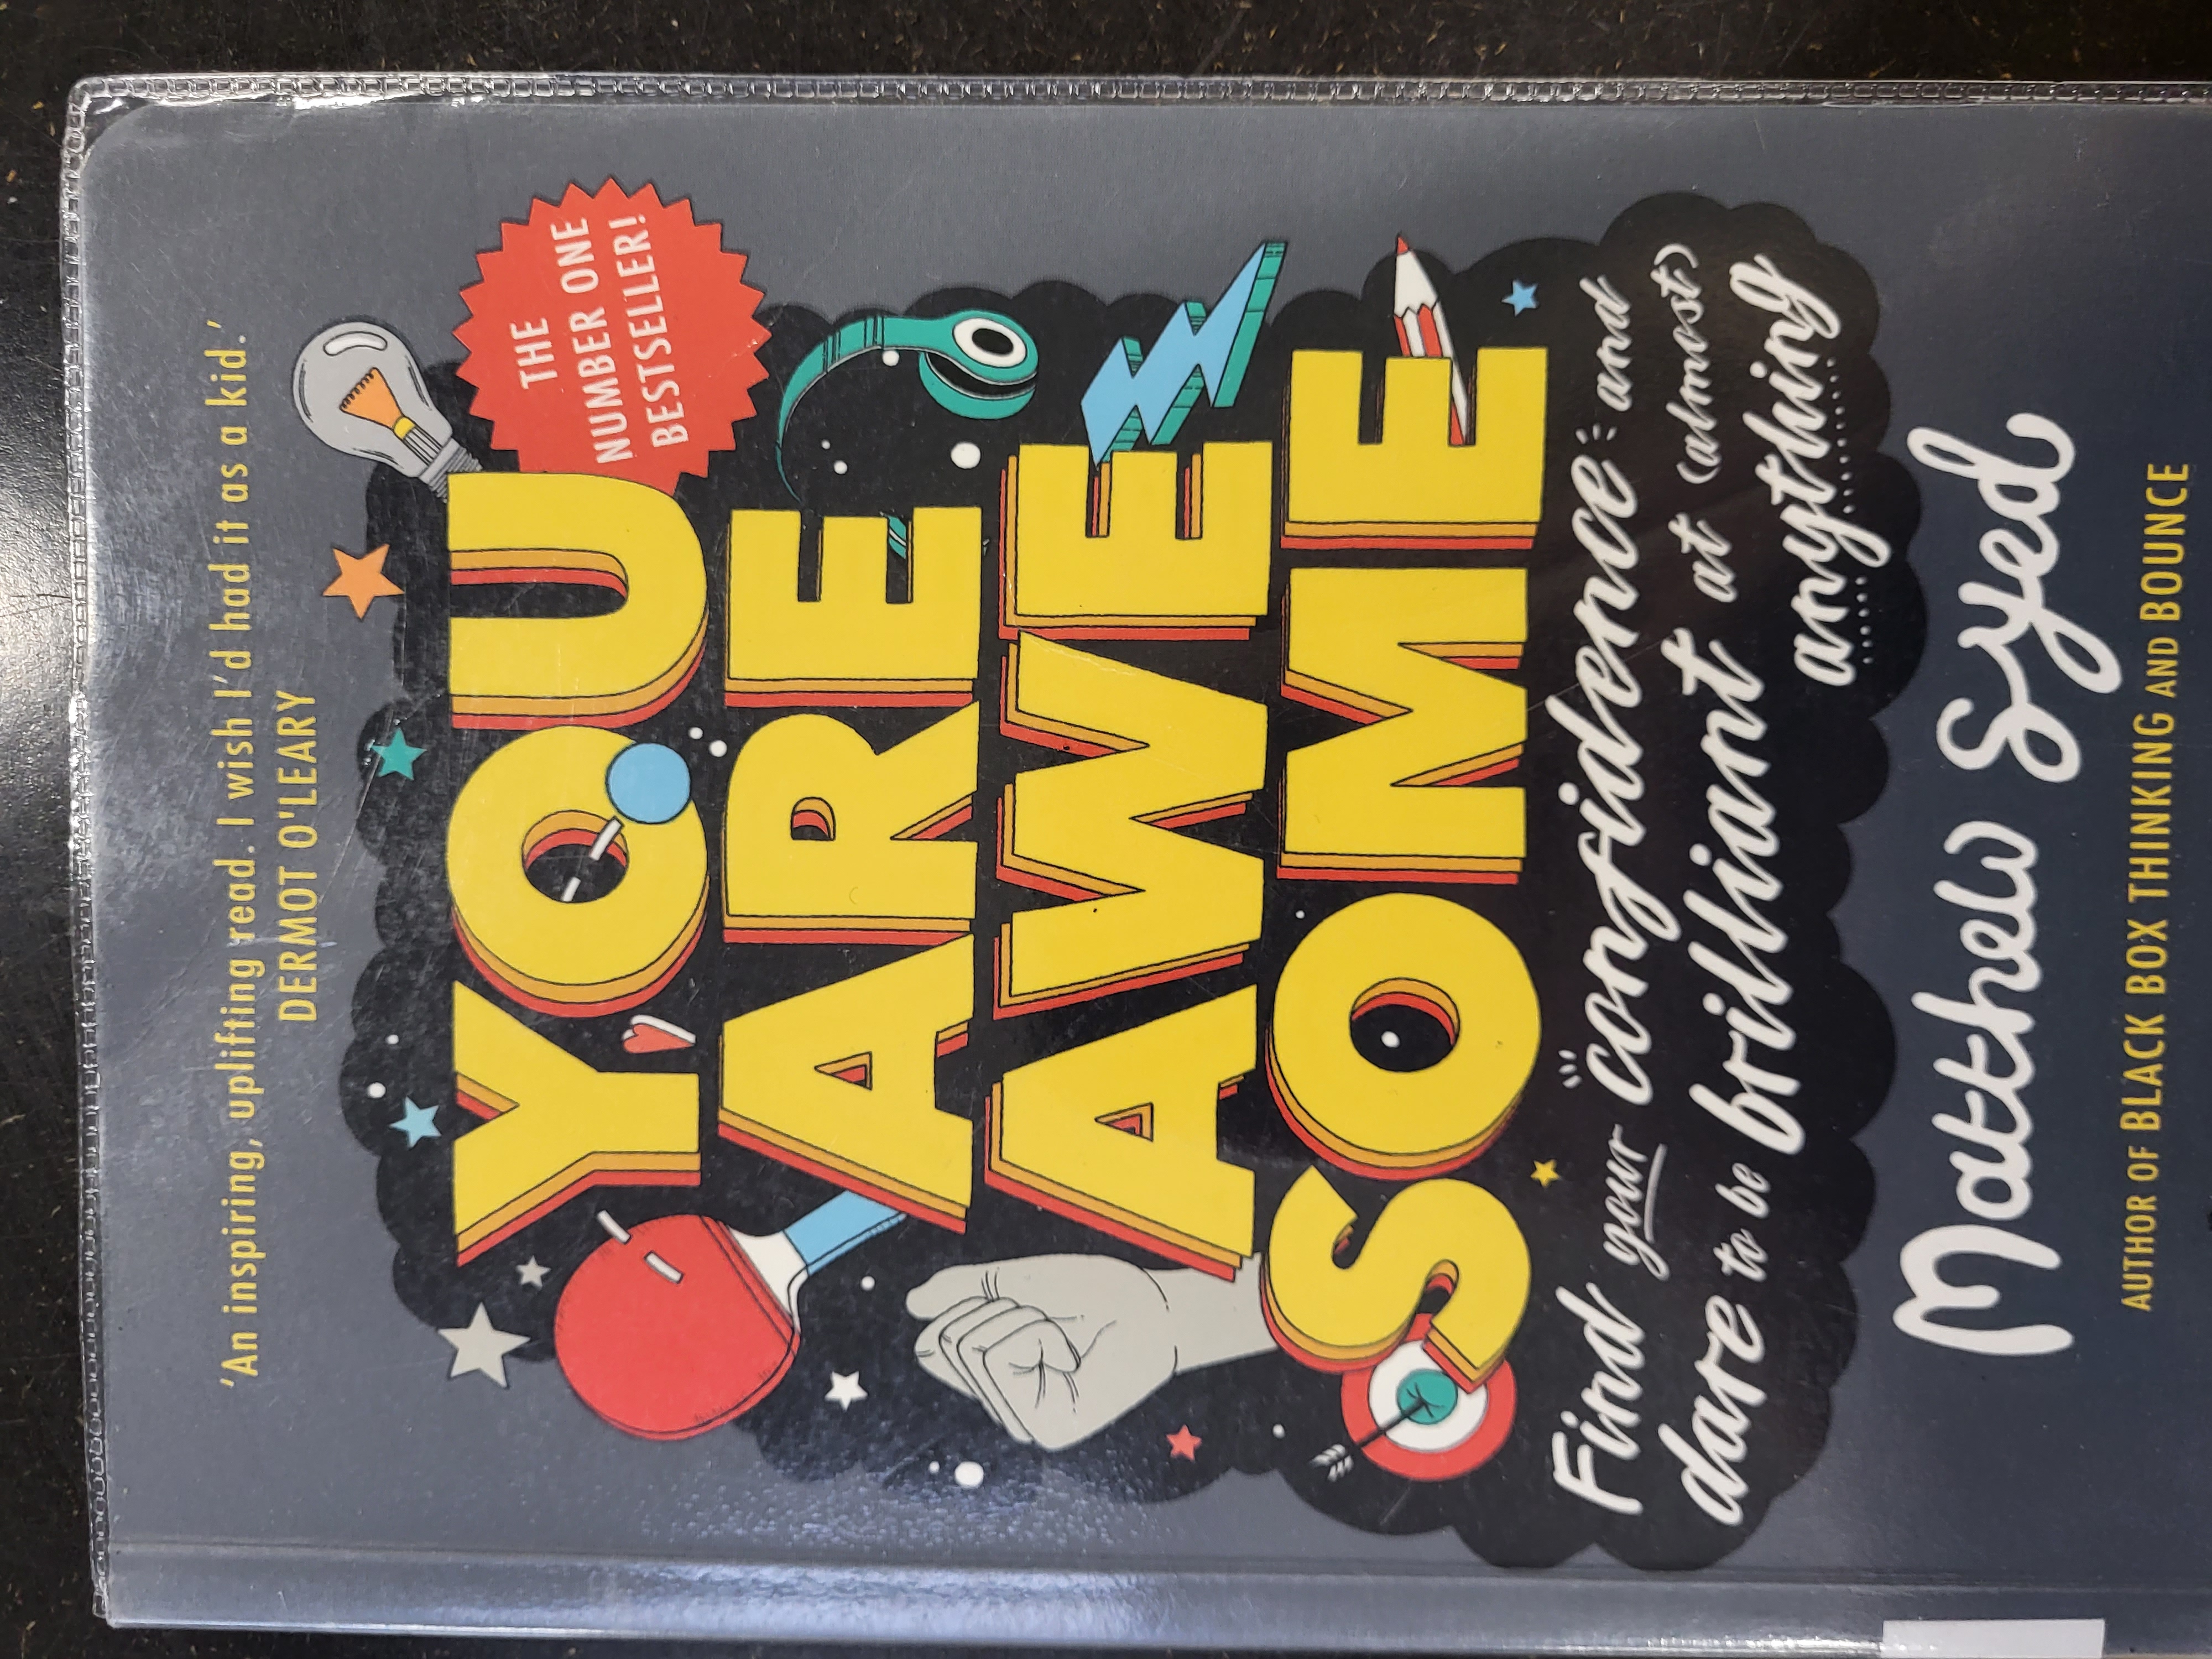 'An inspiring, uplifting read. I wish I'd had it as a kid.'
DERMOT O'LEARY
THE
NUMBER ONE
BESTSELLER!
YOU
ARE
AWE
SOME
Find your confidence and
dare to be brilliant at (almost)
anything
Matthew Syed
AUTHOR OF BLACK BOX THINKING AND BOUNCE